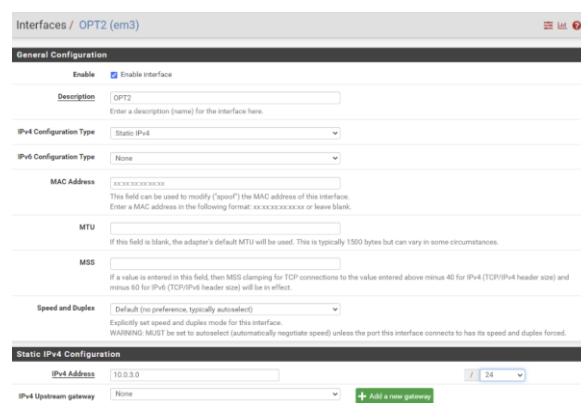 Interfaces / OPT2 (em3)
General Configuration
Enable Enable interface
Description OPT2
Enter a description (name) for the interface here.
IPv4 Configuration Type Static IPv4
IPv6 Configuration Type None
MAC Address xx:xx:xx:xx:xx:xx
This field can be used to modify ("spoof") the MAC address of this interface.
Enter a MAC address in the following format: xx:xx:xx:xx:xx:xx or leave blank.
MTU
If this field is blank, the adapter's default MTU will be used. This is typically 1500 bytes but can vary in some circumstances.
MSS
If a value is entered in this field, then MSS clamping for TCP connections to the value entered above minus 40 for IPv4 (TCP/IPv4 header size) and
minus 60 for IPv6 (TCP/IPv6 header size) will be in effect.
Speed and Duplex Default (no preference, typically autoselect)
Explicitly set speed and duplex mode for this interface.
WARNING: MUST be set to autoselect (automatically negotiate speed) unless the port this interface connects to has its speed and duplex forced.
Static IPv4 Configuration
IPv4 Address 10.0.3.0 / 24
IPv4 Upstream gateway None Add a new gateway